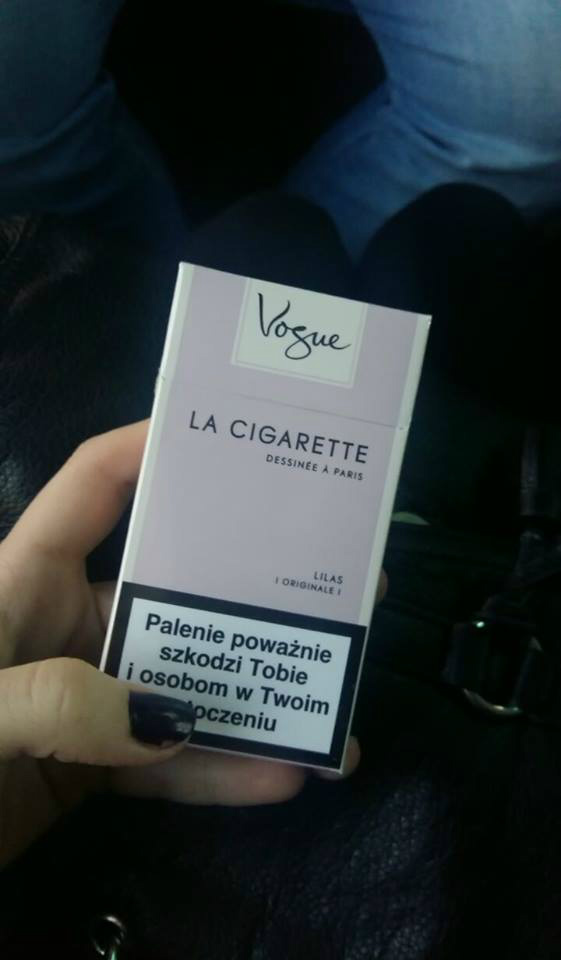 Vogue
LA CIGARETTE
DESSINÉE À PARIS
LILAS
| ORIGINALE |
Palenie poważnie
szkodzi Tobie
i osobom w Twoim